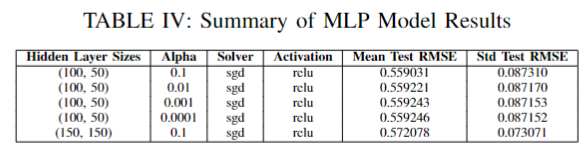 TABLE IV: Summary of MLP Model Results
Hidden Layer Sizes Alpha Solver Activation Mean Test RMSE Std Test RMSE
(100, 50) 0.1 sgd relu 0.559031 0.087310
(100, 50) 0.01 sgd relu 0.559221 0.087170
(100, 50) 0.001 sgd relu 0.559243 0.087153
(100, 50) 0.0001 sgd relu 0.559246 0.087152
(150, 150) 0.1 sgd relu 0.572078 0.073071